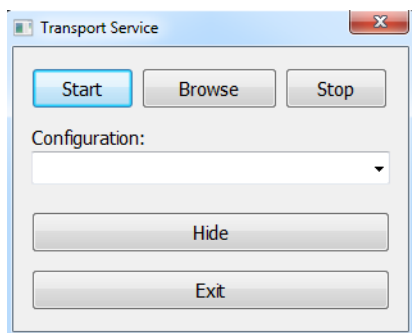 Transport Service
Start Browse Stop
Configuration:
Hide
Exit